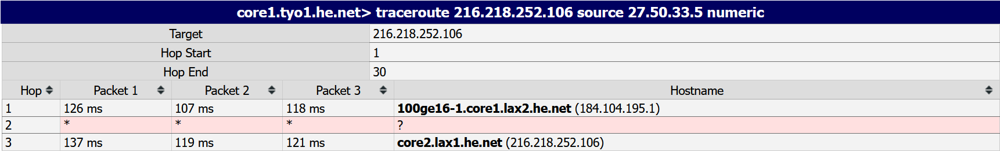 core1.tyo1.he.net> traceroute 216.218.252.106 source 27.50.33.5 numeric
Target 216.218.252.106
Hop Start 1
Hop End 30
Hop Packet 1 Packet 2 Packet 3 Hostname
1 126 ms 107 ms 118 ms 100ge16-1.core1.lax2.he.net (184.104.195.1)
2 * * * ?
3 137 ms 119 ms 121 ms core2.lax1.he.net (216.218.252.106)